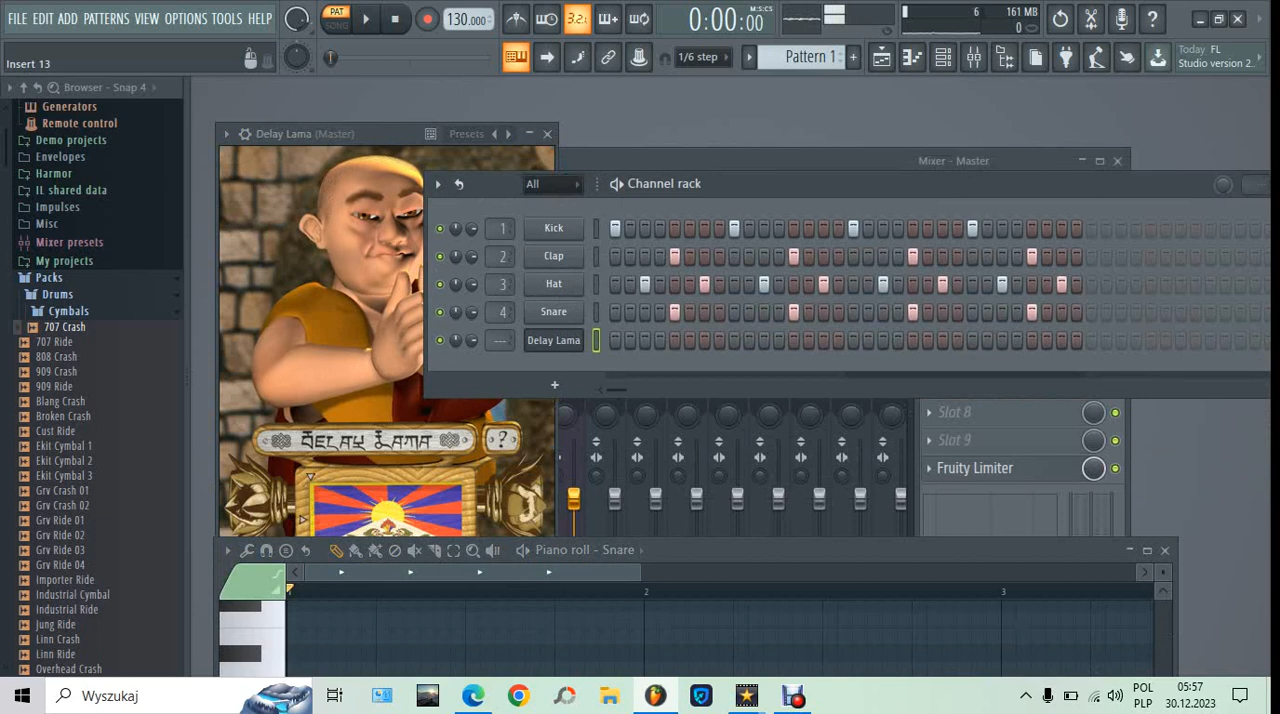 FILE EDIT ADD PATTERNS VIEW OPTIONS TOOLS HELP
PAT
SONG
130.000
3.2.
0:00:00
M:S:CS
6
161 MB
0
Insert 13
1/6 step
Pattern 1
Today FL
Studio version 2..
Browser - Snap 4
Generators
Remote control
Demo projects
Envelopes
Harmor
IL shared data
Impulses
Misc
Mixer presets
My projects
Packs
Drums
Cymbals
707 Crash
707 Ride
808 Crash
909 Crash
909 Ride
Blang Crash
Broken Crash
Cust Ride
Ekit Cymbal 1
Ekit Cymbal 2
Ekit Cymbal 3
Grv Crash 01
Grv Crash 02
Grv Ride 01
Grv Ride 02
Grv Ride 03
Grv Ride 04
Importer Ride
Industrial Cymbal
Industrial Ride
Jung Ride
Linn Crash
Linn Ride
Overhead Crash
Delay Lama (Master)
Presets
DELAY LAMA
?
Mixer - Master
All
Channel rack
1
Kick
2
Clap
3
Hat
4
Snare
---
Delay Lama
+
Slot 8
Slot 9
Fruity Limiter
Piano roll - Snare
2
3
Wyszukaj
POL
PLP
05:57
30.12.2023